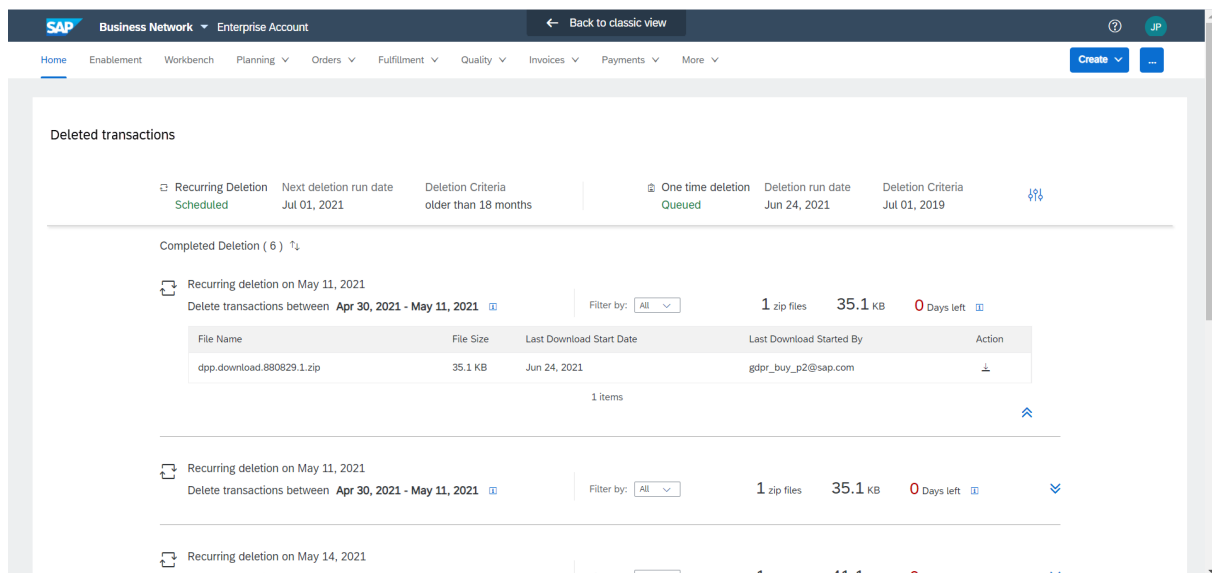 SAP Business Network Enterprise Account ← Back to classic view JP
Home Enablement Workbench Planning Orders Fulfillment Quality Invoices Payments More Create ...
Deleted transactions
Recurring Deletion Next deletion run date Deletion Criteria One time deletion Deletion run date Deletion Criteria
Scheduled Jul 01, 2021 older than 18 months Queued Jun 24, 2021 Jul 01, 2019
Completed Deletion ( 6 )
Recurring deletion on May 11, 2021
Delete transactions between Apr 30, 2021 - May 11, 2021 Filter by: All 1 zip files 35.1 KB 0 Days left
File Name File Size Last Download Start Date Last Download Started By Action
dpp.download.880829.1.zip 35.1 KB Jun 24, 2021 gdpr_buy_p2@sap.com
1 items
Recurring deletion on May 11, 2021
Delete transactions between Apr 30, 2021 - May 11, 2021 Filter by: All 1 zip files 35.1 KB 0 Days left
Recurring deletion on May 14, 2021